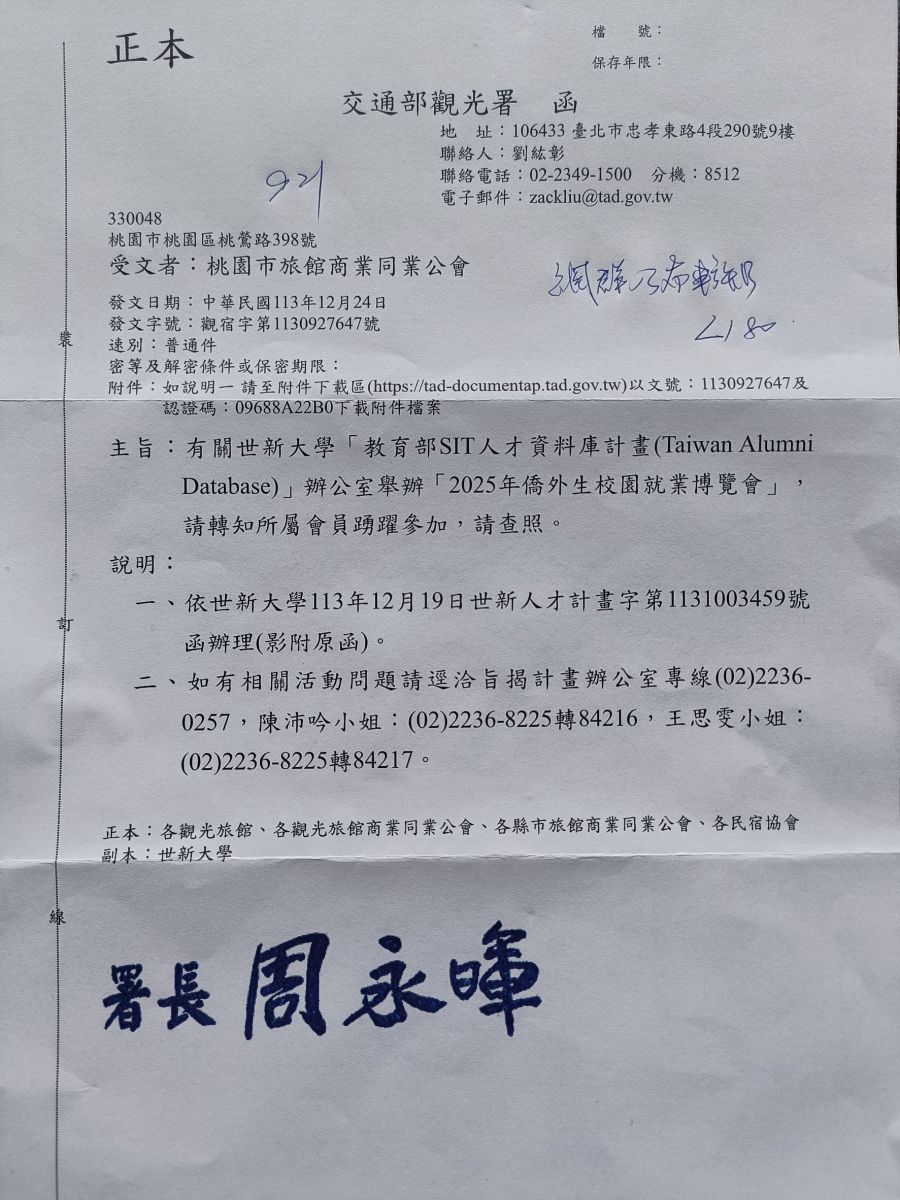 正本
檔　　號：
保存年限：
交通部觀光署　函
地　址：106433 臺北市忠孝東路4段290號9樓
聯絡人：劉紘彰
聯絡電話：02-2349-1500　分機：8512
電子郵件：zackliu@tad.gov.tw
921
330048
桃園市桃園區桃鶯路398號
受文者：桃園市旅館商業同業公會
發文日期：中華民國113年12月24日
發文字號：觀宿字第1130927647號
速別：普通件
密等及解密條件或保密期限：
附件：如說明一 請至附件下載區(https://tad-documentap.tad.gov.tw)以文號：1130927647及
認證碼：09688A22B0下載附件檔案
主旨：有關世新大學「教育部SIT人才資料庫計畫(Taiwan Alumni
Database)」辦公室舉辦「2025年僑外生校園就業博覽會」，
請轉知所屬會員踴躍參加，請查照。
說明：
一、依世新大學113年12月19日世新人才計畫字第1131003459號
函辦理(影附原函)。
二、如有相關活動問題請逕洽旨揭計畫辦公室專線(02)2236-
0257，陳沛吟小姐：(02)2236-8225轉84216，王思雯小姐：
(02)2236-8225轉84217。
正本：各觀光旅館、各觀光旅館商業同業公會、各縣市旅館商業同業公會、各民宿協會
副本：世新大學
署長 周永暉
裝
訂
線